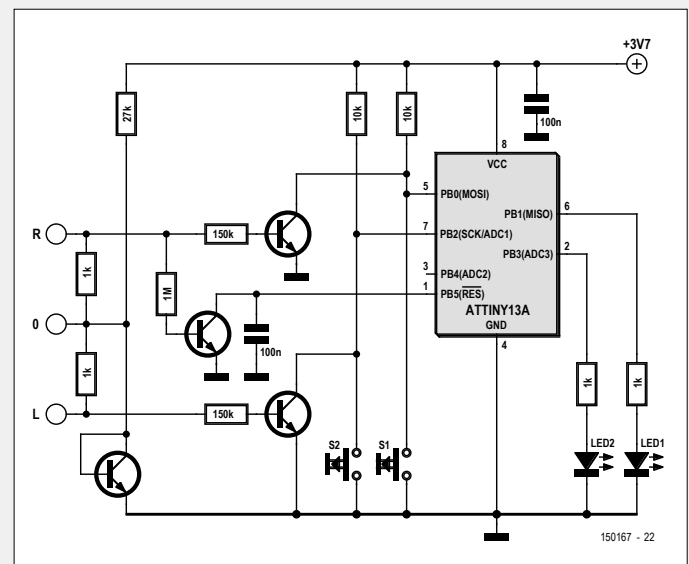 +3V7
27k
10k
10k
100n
8
VCC
5
PB0(MOSI)
PB1(MISO)
6
R
150k
7
PB2(SCK/ADC1)
PB3(ADC3)
2
1k
3
PB4(ADC2)
1M
1
PB5(RES)
ATTINY13A
GND
0
100n
4
1k
1k
1k
L
150k
S2
S1
LED2
LED1
150167 - 22